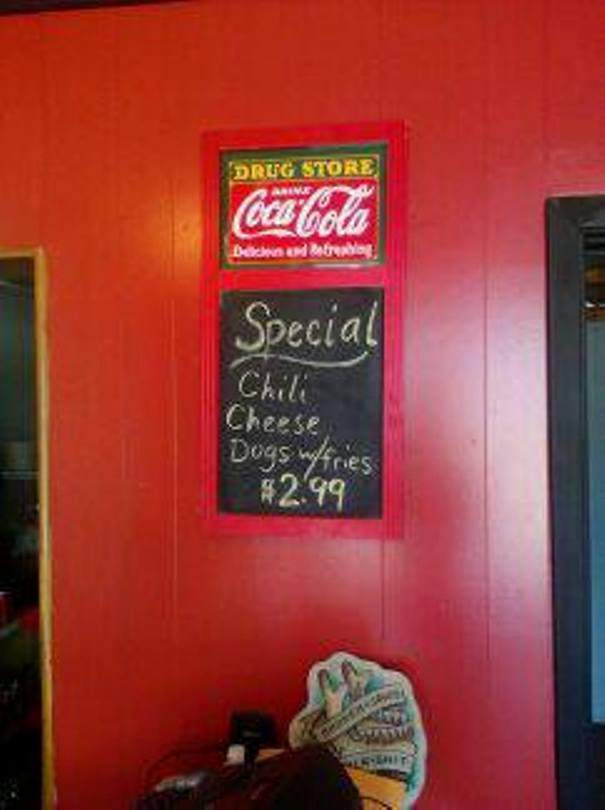 DRUG STORE
DRINK
Coca-Cola
Delicious and Refreshing
Special
Chili
Cheese
Dogs w/fries
$2.99